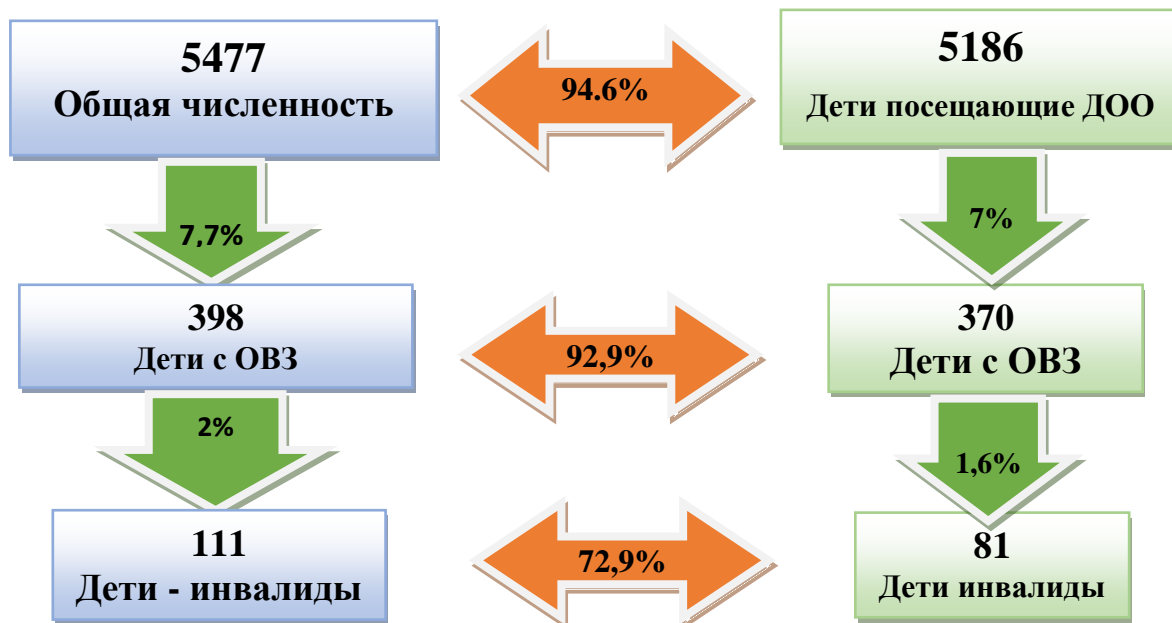 5477
Общая численность
94.6%
5186
Дети посещающие ДОО
7,7%
7%
398
Дети с ОВЗ
92,9%
370
Дети с ОВЗ
2%
1,6%
111
Дети - инвалиды
72,9%
81
Дети инвалиды